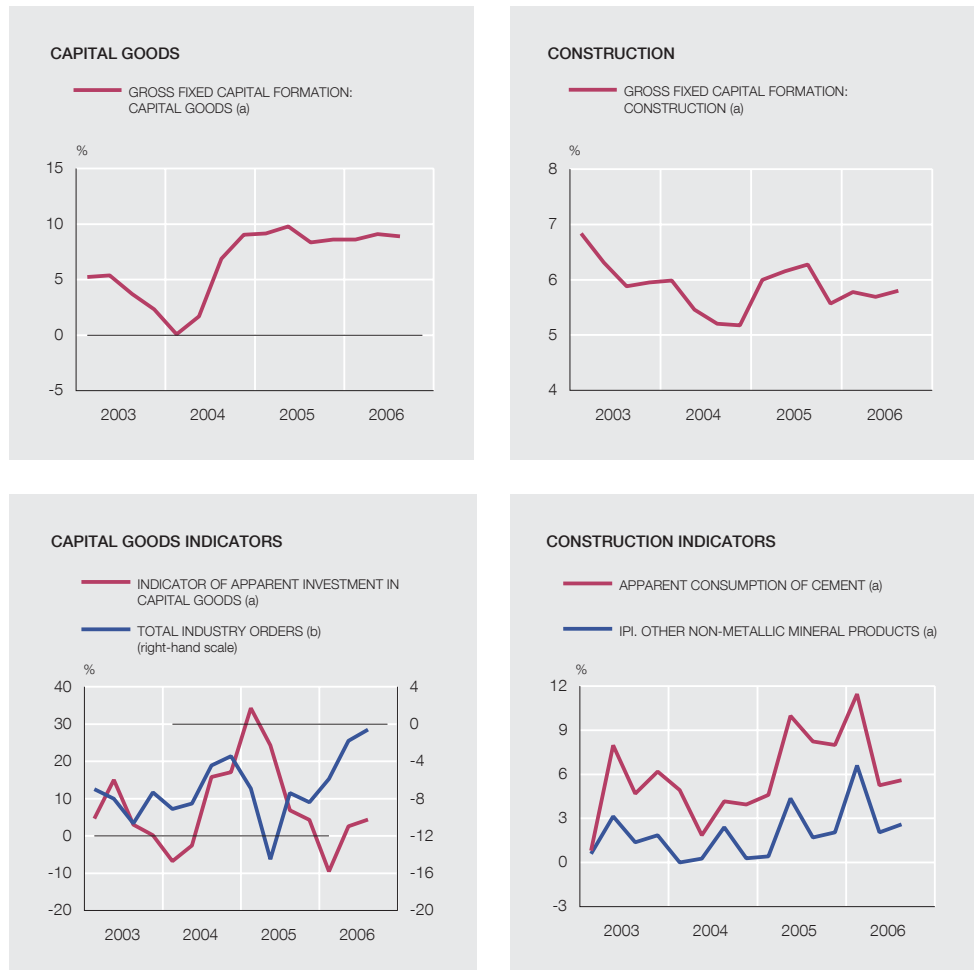 CAPITAL GOODS
GROSS FIXED CAPITAL FORMATION:
CAPITAL GOODS (a)
%
15
10
5
0
-5
2003 2004 2005 2006
CONSTRUCTION
GROSS FIXED CAPITAL FORMATION:
CONSTRUCTION (a)
%
8
7
6
5
4
2003 2004 2005 2006
CAPITAL GOODS INDICATORS
INDICATOR OF APPARENT INVESTMENT IN
CAPITAL GOODS (a)
TOTAL INDUSTRY ORDERS (b)
(right-hand scale)
%
40 4
30 0
20 -4
10 -8
0 -12
-10 -16
-20 -20
2003 2004 2005 2006
CONSTRUCTION INDICATORS
APPARENT CONSUMPTION OF CEMENT (a)
IPI. OTHER NON-METALLIC MINERAL PRODUCTS (a)
%
12
9
6
3
0
-3
2003 2004 2005 2006